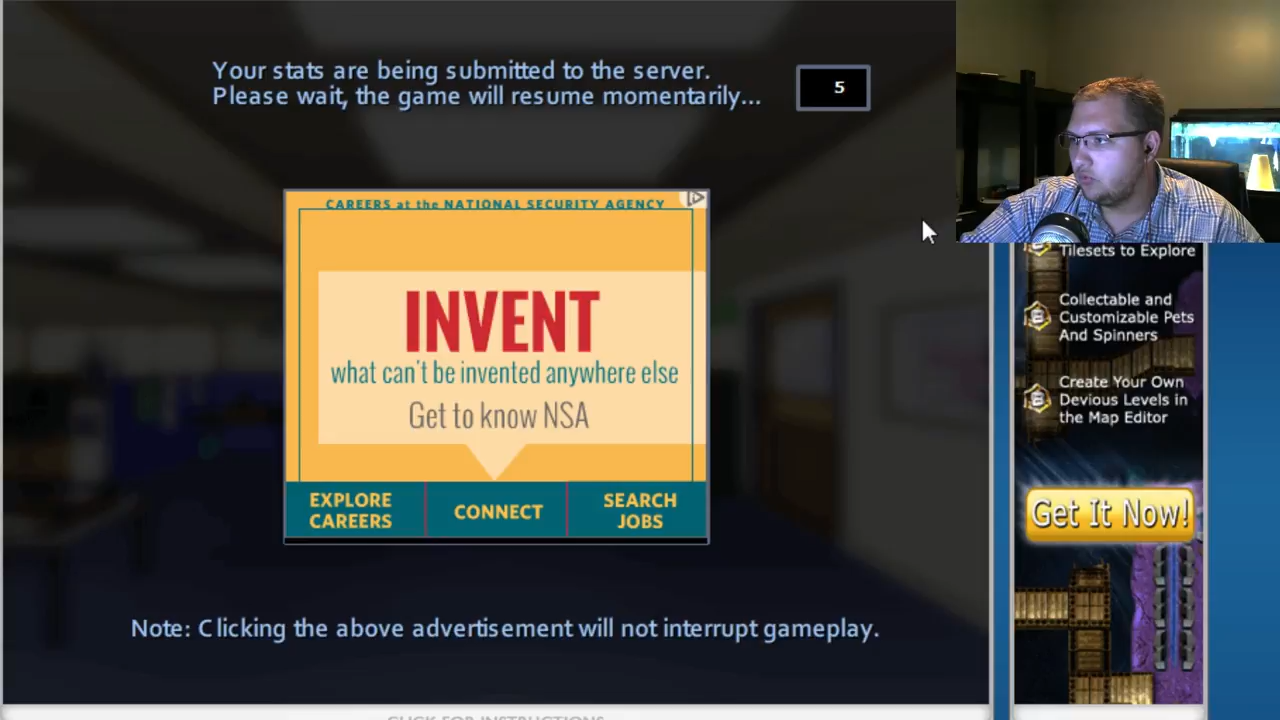 Your stats are being submitted to the server.
Please wait, the game will resume momentarily...
5
CAREERS at the NATIONAL SECURITY AGENCY
INVENT
what can't be invented anywhere else
Get to know NSA
EXPLORE
CAREERS
CONNECT
SEARCH
JOBS
Note: Clicking the above advertisement will not interrupt gameplay.
CLICK FOR INSTRUCTIONS
Tilesets to Explore
Collectable and
Customizable Pets
And Spinners
Create Your Own
Devious Levels in
the Map Editor
Get It Now!